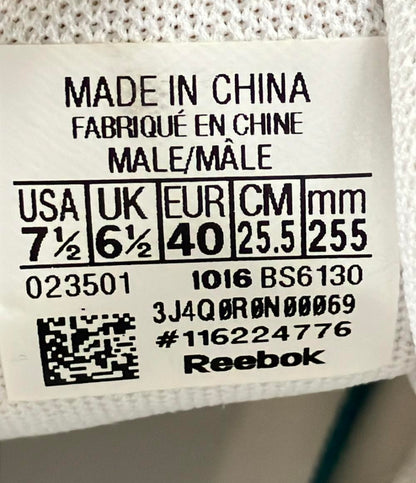 MADE IN CHINA
FABRIQUÉ EN CHINE
MALE/MÂLE
USA UK EUR CM mm
7½ 6½ 40 25.5 255
023501 1016 BS6130
3J4Q0R0N00069
#116224776
Reebok